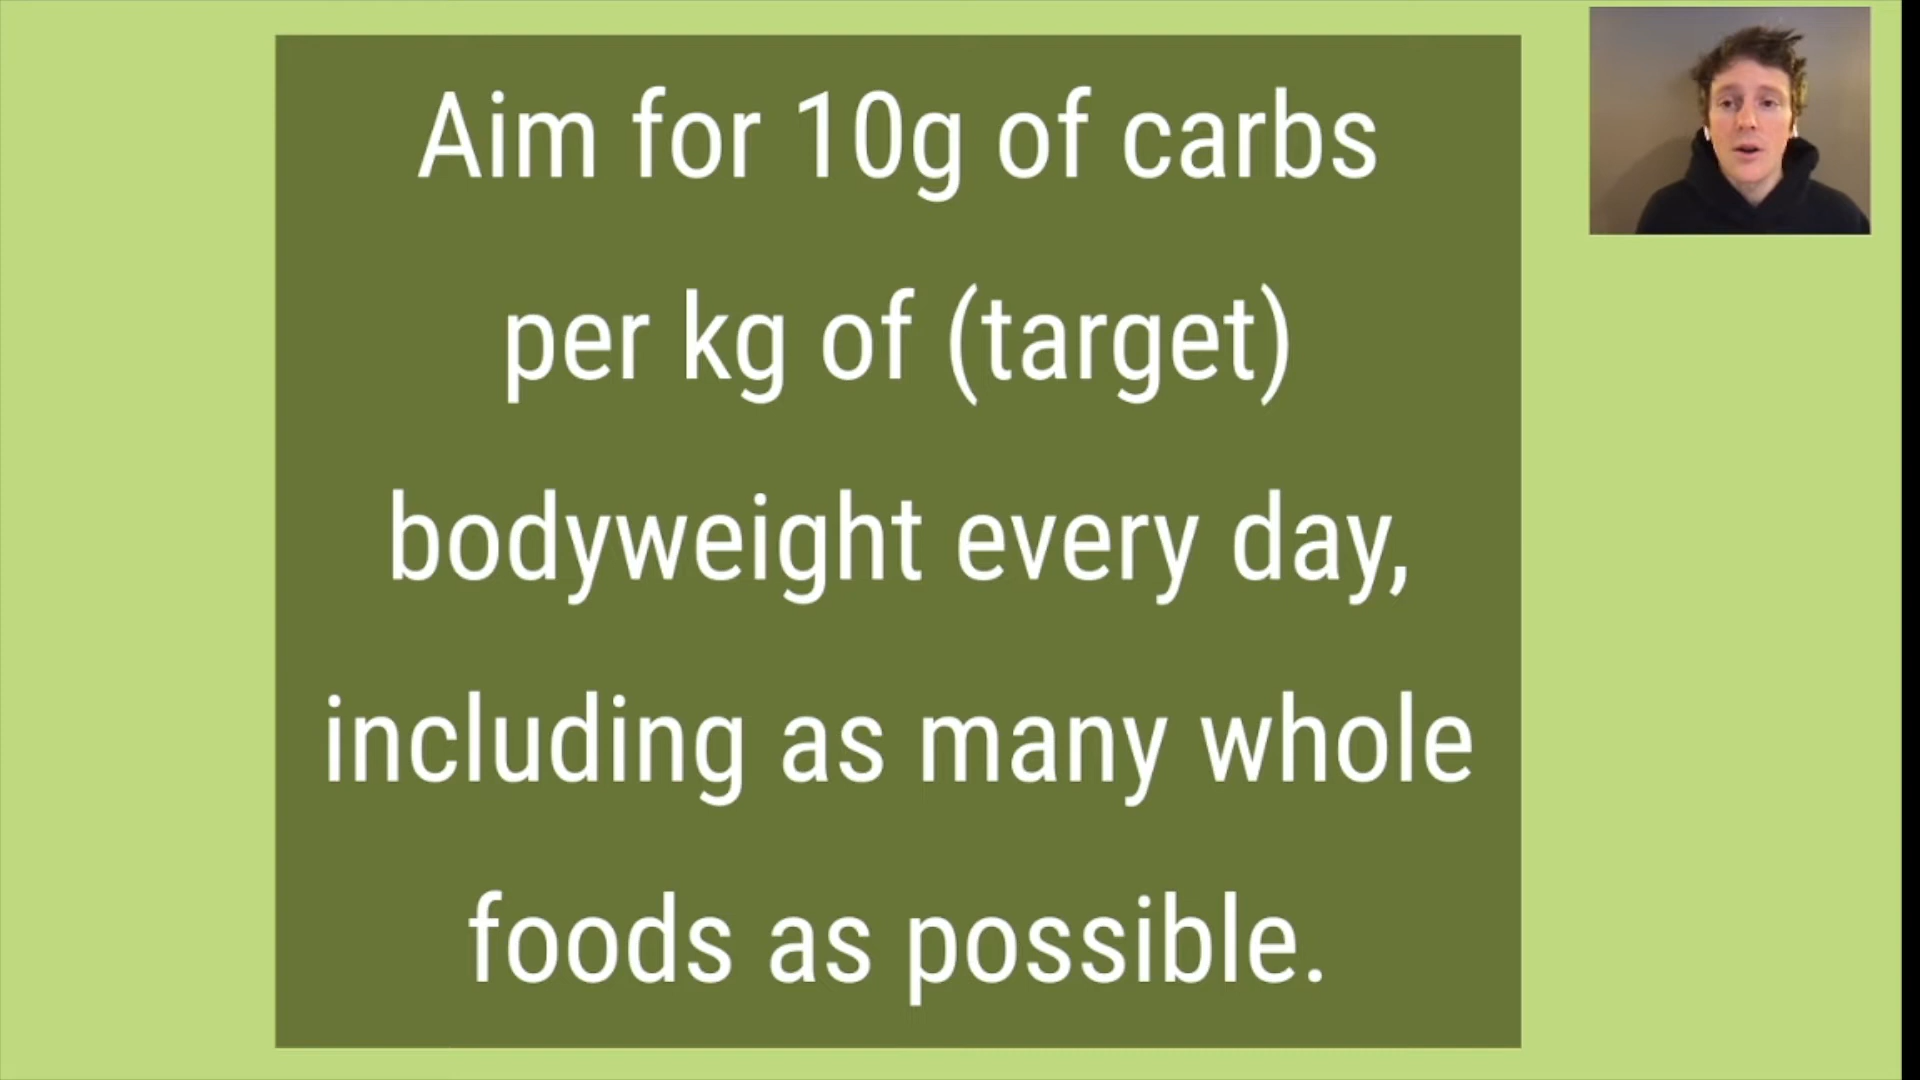 Aim for 10g of carbs
per kg of (target)
bodyweight every day,
including as many whole
foods as possible.